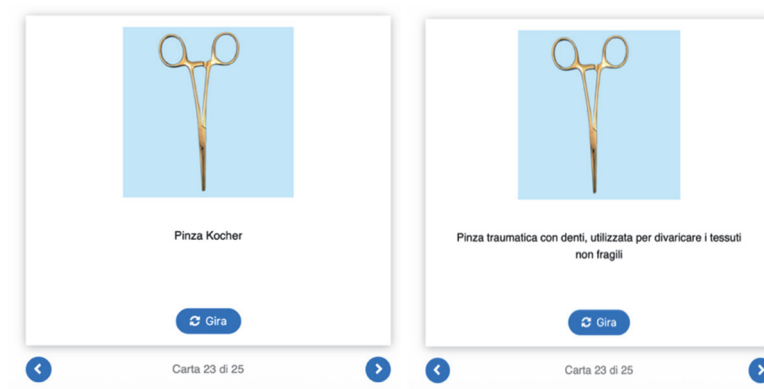 Pinza Kocher
Gira
Carta 23 di 25
Pinza traumatica con denti, utilizzata per divaricare i tessuti
non fragili
Gira
Carta 23 di 25